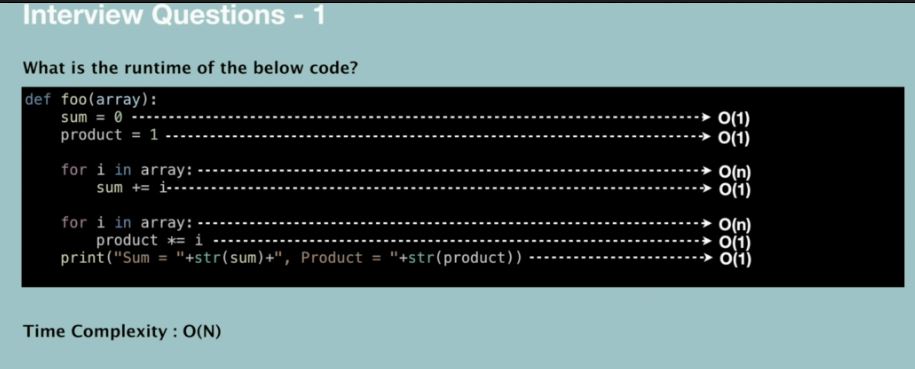 Interview Questions - 1
What is the runtime of the below code?
def foo(array):
sum = 0 O(1)
product = 1 O(1)
for i in array: O(n)
sum += i O(1)
for i in array: O(n)
product *= i O(1)
print("Sum = "+str(sum)+", Product = "+str(product)) O(1)
Time Complexity : O(N)